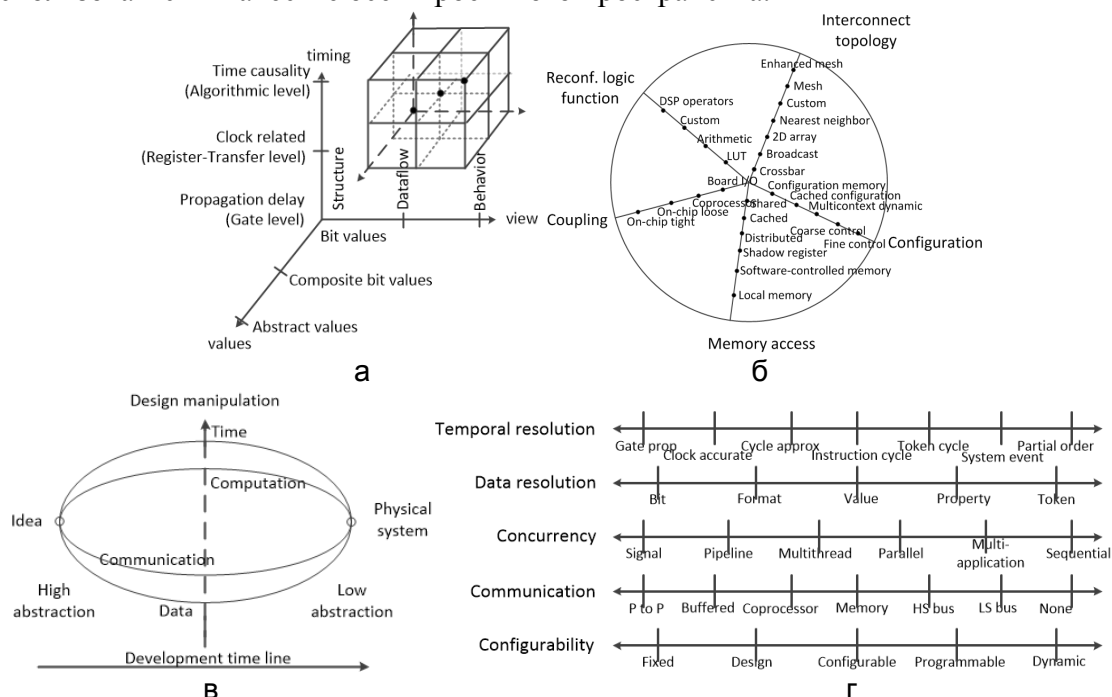 timing
Time causality
(Algorithmic level)
Clock related
(Register-Transfer level)
Propagation delay
(Gate level)
Structure
Dataflow
Behavior
view
Bit values
Composite bit values
Abstract values
values
а
Interconnect
topology
Reconf. logic
function
Enhanced mesh
Mesh
Custom
Nearest neighbor
2D array
Broadcast
Crossbar
DSP operators
Custom
Arithmetic
LUT
Board I/O
Coprocessor
On-chip loose
On-chip tight
Coupling
Configuration memory
Cached configuration
Multicontext dynamic
Coarse control
Fine control
Configuration
Shared
Cached
Distributed
Shadow register
Software-controlled memory
Local memory
Memory access
б
Design manipulation
Time
Computation
Idea
Physical
system
Communication
High
abstraction
Data
Low
abstraction
Development time line
в
Temporal resolution
Gate prop
Clock accurate
Cycle approx
Instruction cycle
Token cycle
System event
Partial order
Data resolution
Bit
Format
Value
Property
Token
Concurrency
Signal
Pipeline
Multithread
Parallel
Multi-
application
Sequential
Communication
P to P
Buffered
Coprocessor
Memory
HS bus
LS bus
None
Configurability
Fixed
Design
Configurable
Programmable
Dynamic
г